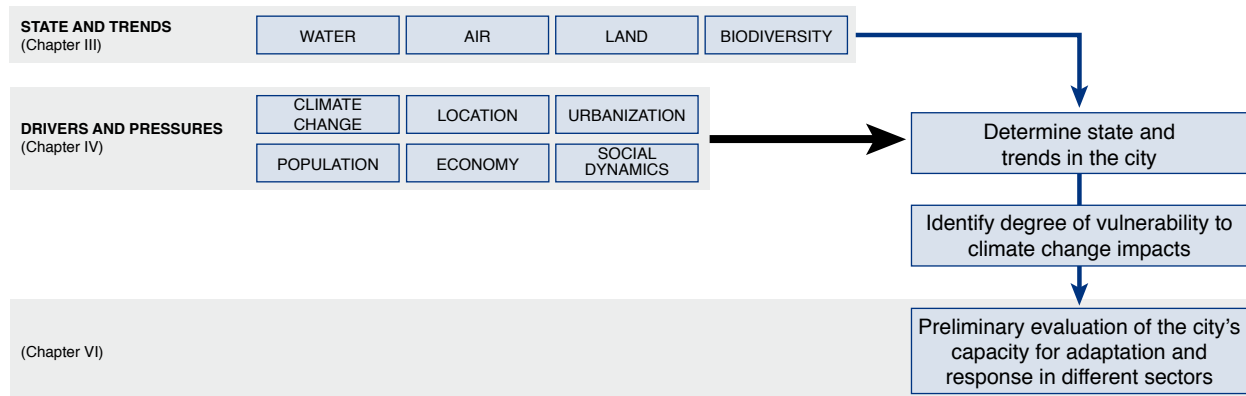 STATE AND TRENDS
(Chapter III)
WATER
AIR
LAND
BIODIVERSITY
DRIVERS AND PRESSURES
(Chapter IV)
CLIMATE
CHANGE
LOCATION
URBANIZATION
POPULATION
ECONOMY
SOCIAL
DYNAMICS
Determine state and
trends in the city
Identify degree of vulnerability to
climate change impacts
(Chapter VI)
Preliminary evaluation of the city’s
capacity for adaptation and
response in different sectors